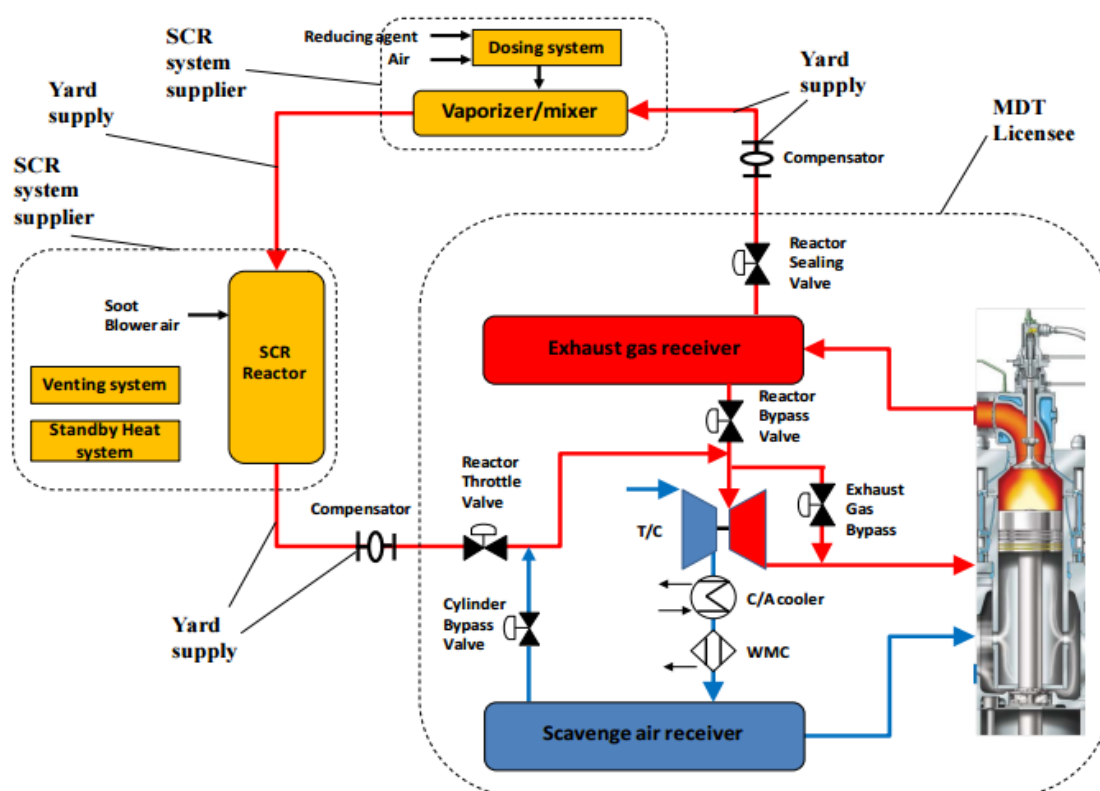 SCR
system
supplier
Reducing agent
Air
Dosing system
Vaporizer/mixer
Yard
supply
Yard
supply
MDT
Licensee
Compensator
SCR
system
supplier
Reactor
Sealing
Valve
Soot
Blower air
SCR
Reactor
Venting system
Standby Heat
system
Exhaust gas receiver
Reactor
Bypass
Valve
Reactor
Throttle
Valve
Compensator
T/C
Exhaust
Gas
Bypass
C/A cooler
Cylinder
Bypass
Valve
WMC
Yard
supply
Scavenge air receiver